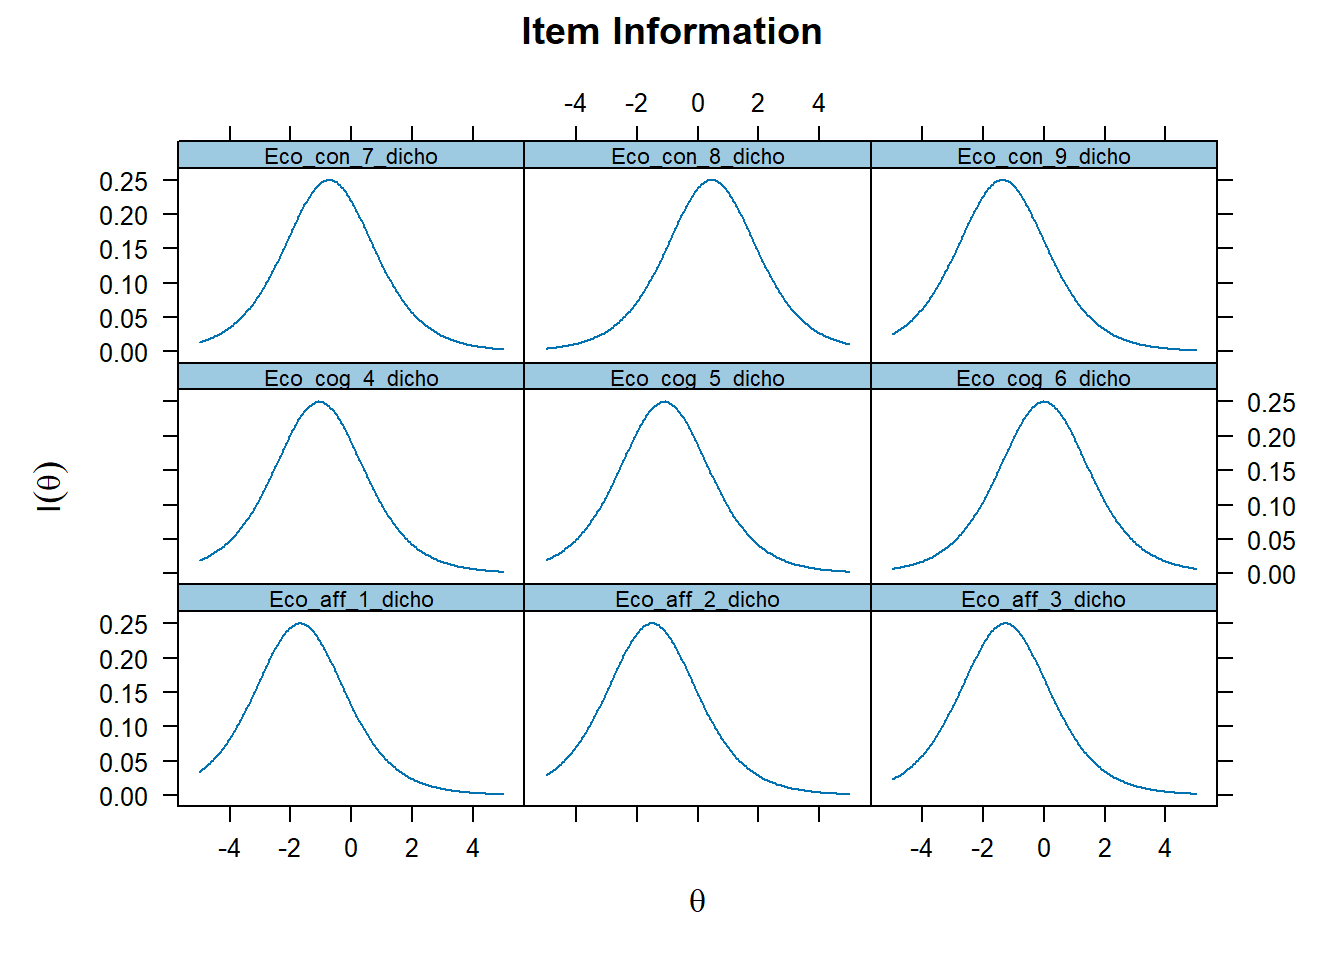 Item Information
-4 -2 0 2 4
Eco_con_7_dicho Eco_con_8_dicho Eco_con_9_dicho
0.25
0.20
0.15
0.10
0.05
0.00
Eco_cog_4_dicho Eco_cog_5_dicho Eco_cog_6_dicho
0.25
0.20
0.15
0.10
0.05
0.00
I(θ)
Eco_aff_1_dicho Eco_aff_2_dicho Eco_aff_3_dicho
0.25
0.20
0.15
0.10
0.05
0.00
-4 -2 0 2 4 -4 -2 0 2 4
θ